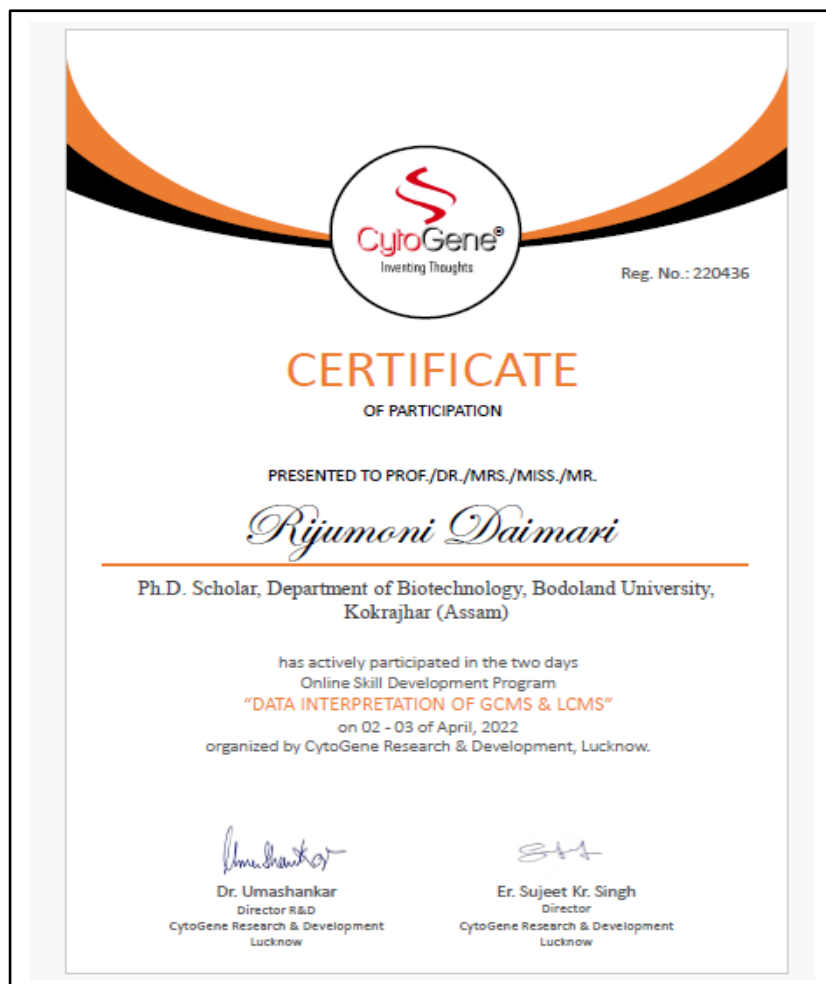 CytoGene®
Inventing Thoughts
Reg. No.: 220436
CERTIFICATE
OF PARTICIPATION
PRESENTED TO PROF./DR./MRS./MISS./MR.
Rijumoni Daimari
Ph.D. Scholar, Department of Biotechnology, Bodoland University,
Kokrajhar (Assam)
has actively participated in the two days
Online Skill Development Program
“DATA INTERPRETATION OF GCMS & LCMS”
on 02 - 03 of April, 2022
organized by CytoGene Research & Development, Lucknow.
Dr. Umashankar
Director R&D
CytoGene Research & Development
Lucknow
Er. Sujeet Kr. Singh
Director
CytoGene Research & Development
Lucknow